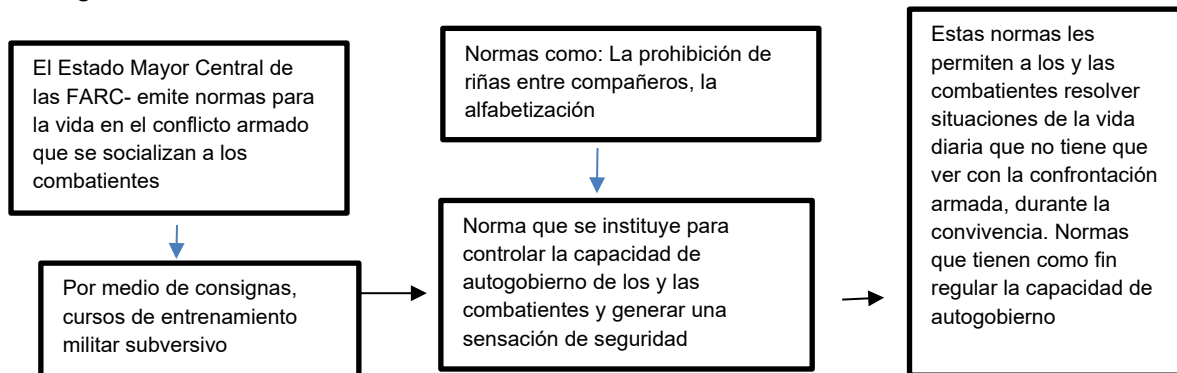 El Estado Mayor Central de
las FARC- emite normas para
la vida en el conflicto armado
que se socializan a los
combatientes
Por medio de consignas,
cursos de entrenamiento
militar subversivo
Normas como: La prohibición de
riñas entre compañeros, la
alfabetización
Norma que se instituye para
controlar la capacidad de
autogobierno de los y las
combatientes y generar una
sensación de seguridad
Estas normas les
permiten a los y las
combatientes resolver
situaciones de la vida
diaria que no tiene que
ver con la confrontación
armada, durante la
convivencia. Normas
que tienen como fin
regular la capacidad de
autogobierno